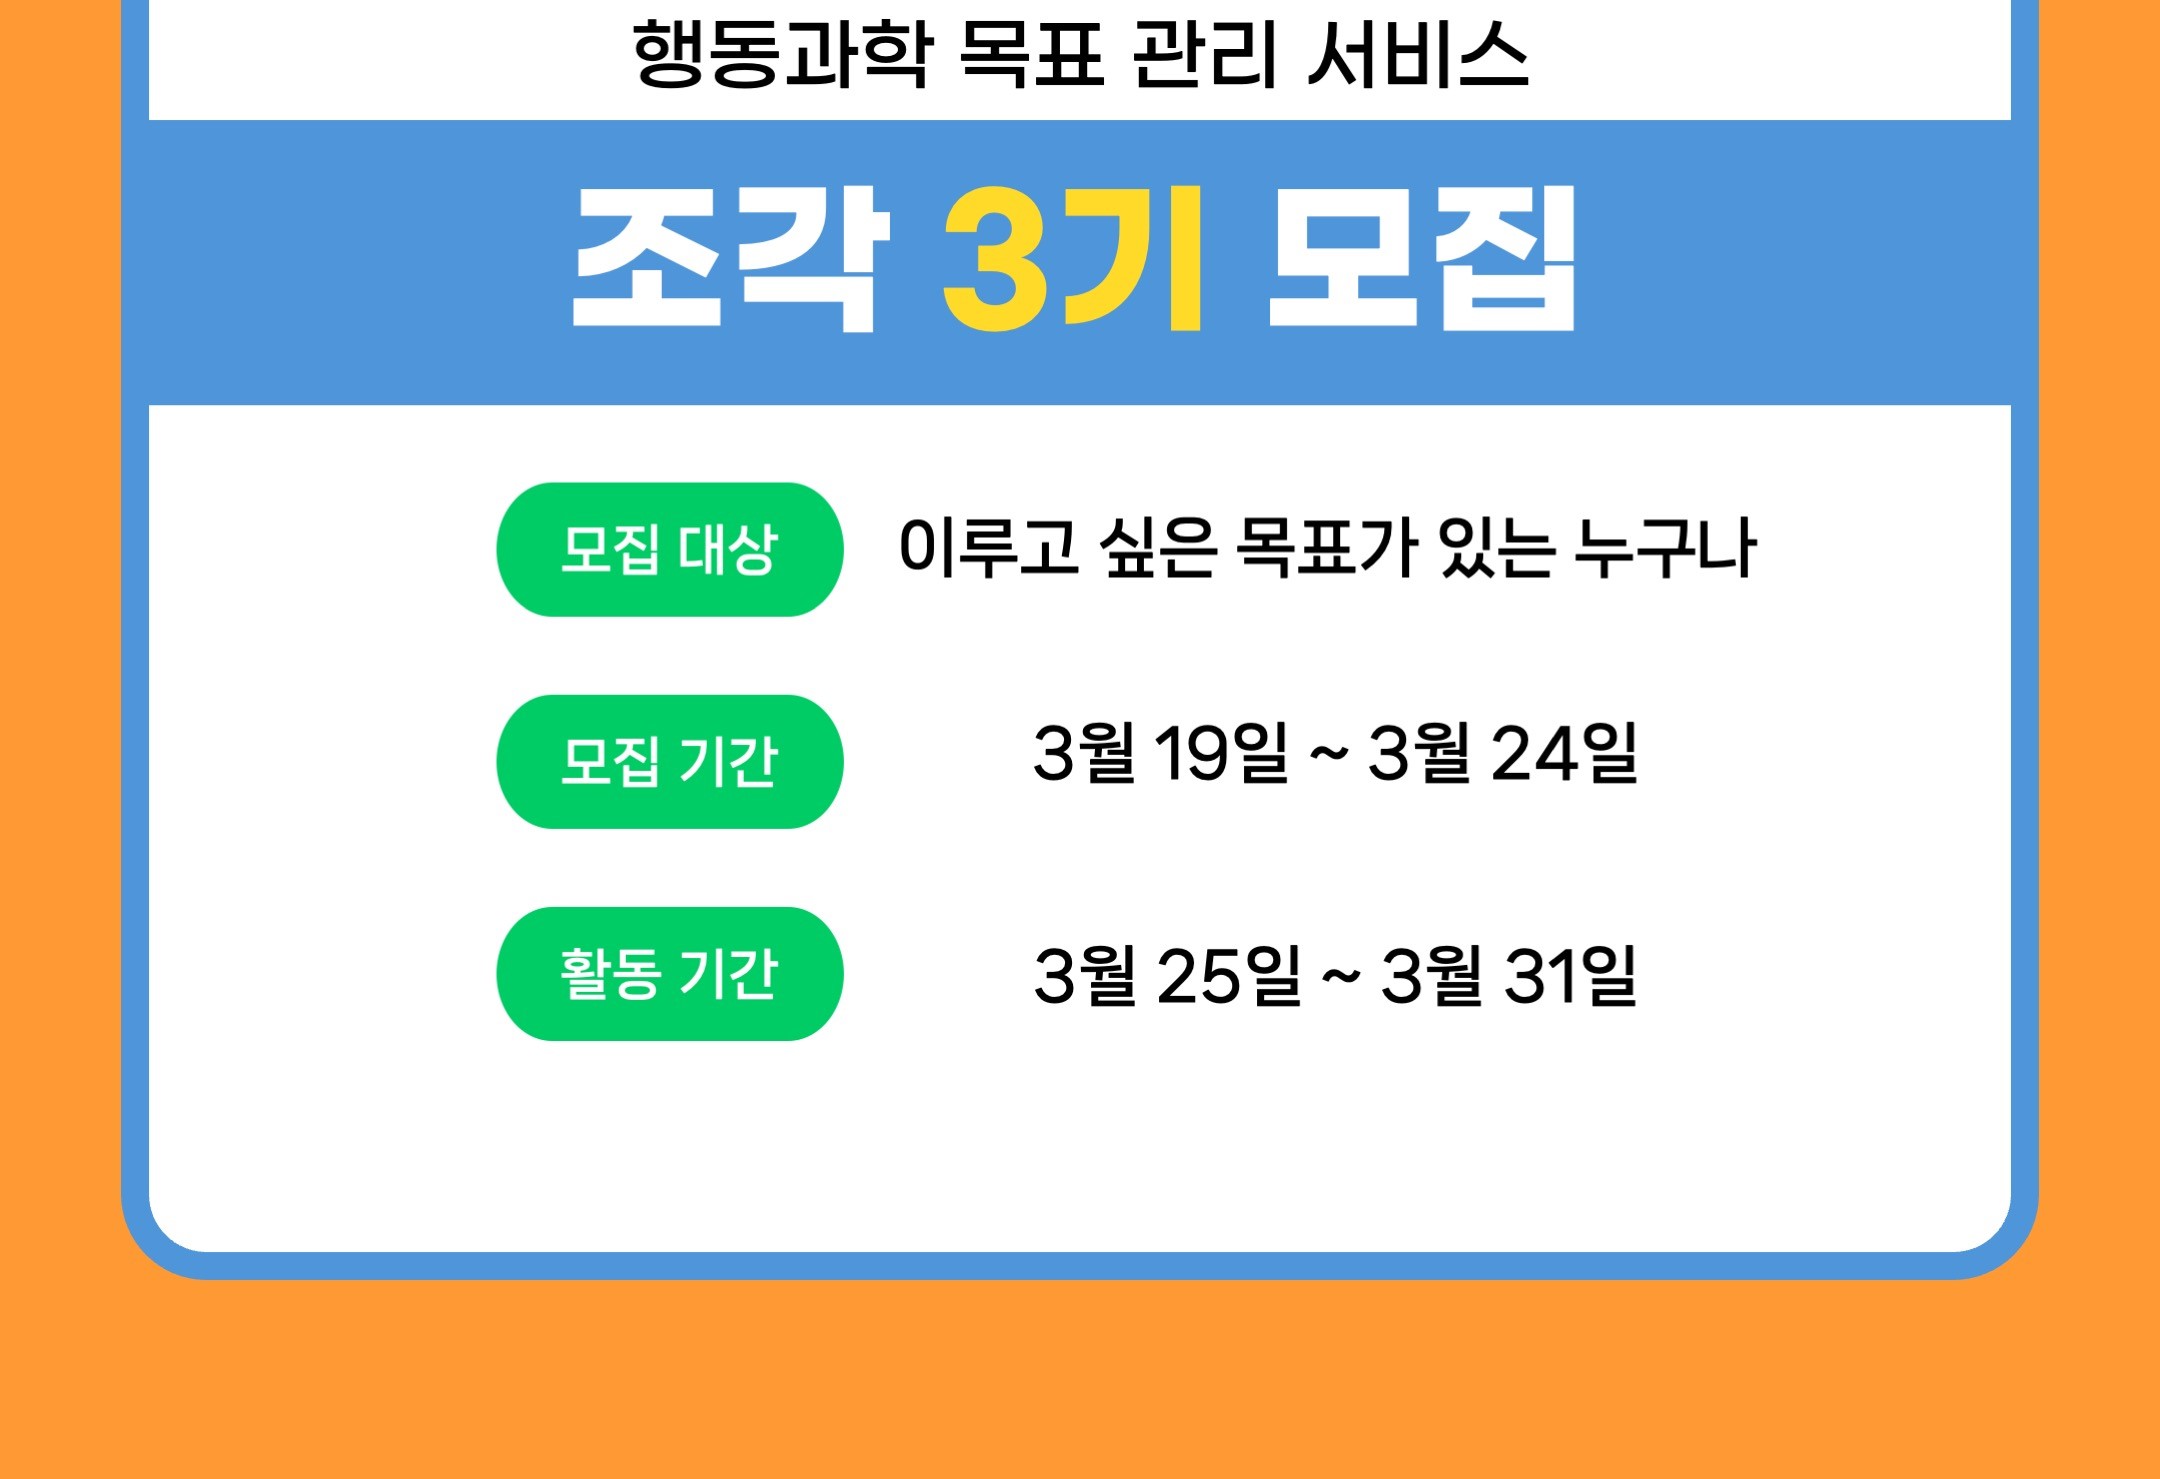 행동과학 목표 관리 서비스
조각 3기 모집
모집 대상 이루고 싶은 목표가 있는 누구나
모집 기간 3월 19일 ~ 3월 24일
활동 기간 3월 25일 ~ 3월 31일